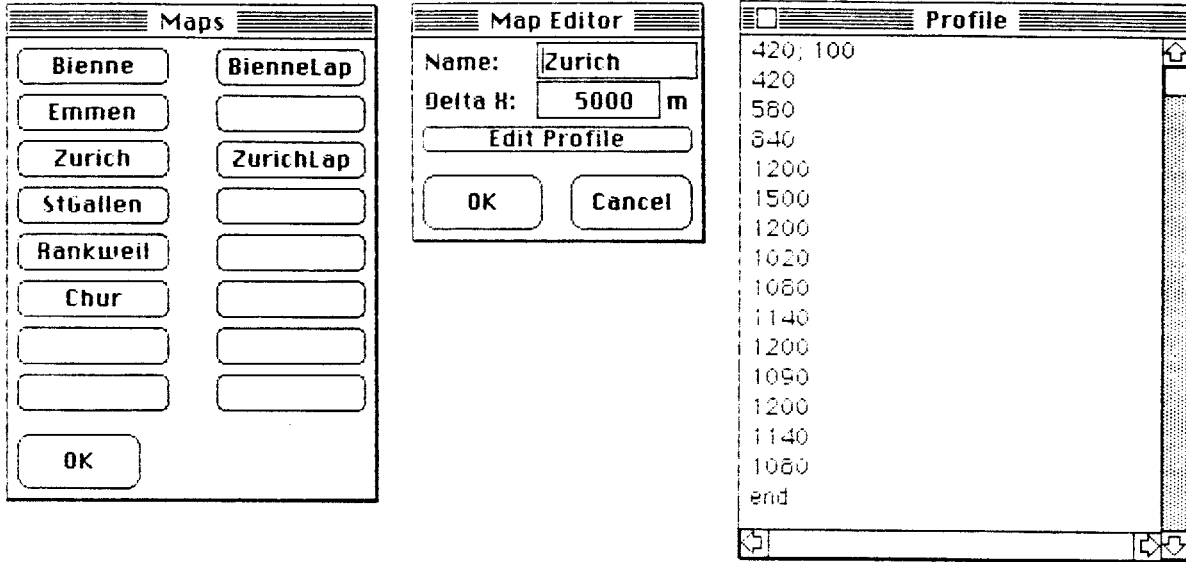 Maps
Bienne
BienneLap
Emmen
Zurich
ZurichLap
StGallen
Rankweil
Chur
OK
Map Editor
Name: Zurich
Delta X: 5000 m
Edit Profile
OK
Cancel
Profile
420; 100
420
560
840
1200
1500
1200
1020
1080
1140
1200
1090
1200
1140
1080
end